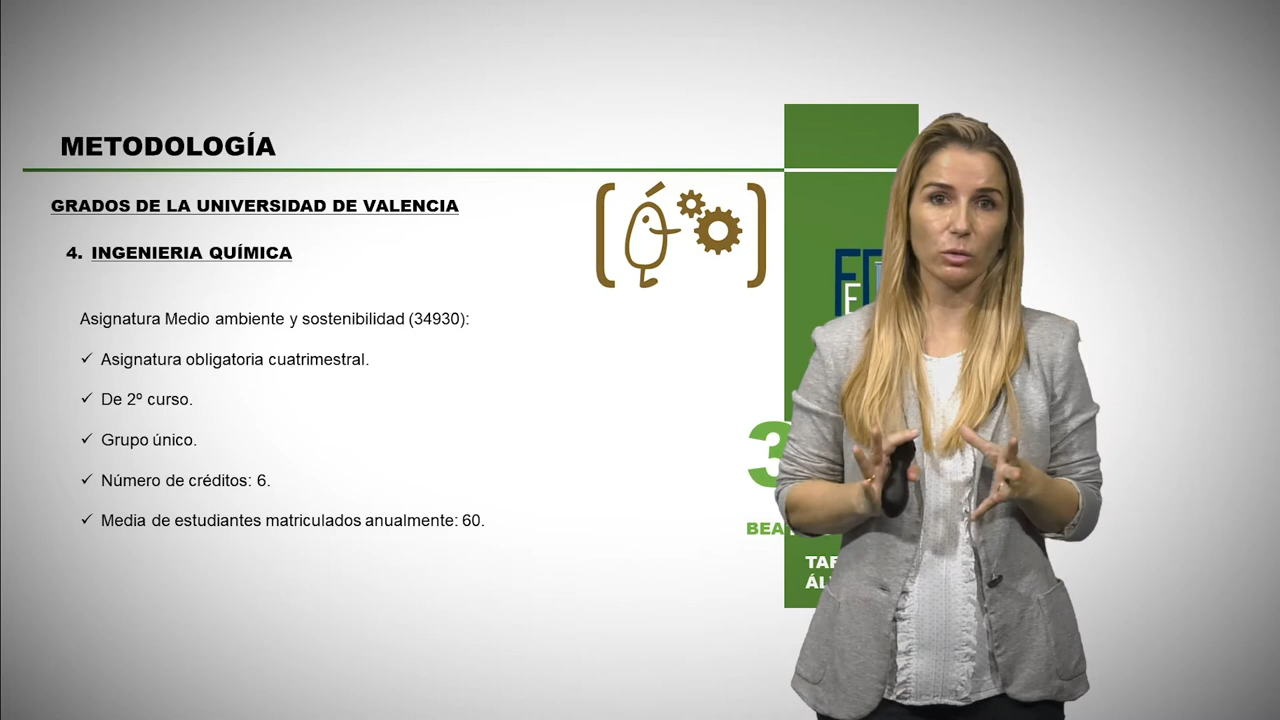 METODOLOGÍA
GRADOS DE LA UNIVERSIDAD DE VALENCIA
4. INGENIERIA QUÍMICA
Asignatura Medio ambiente y sostenibilidad (34930):
✓ Asignatura obligatoria cuatrimestral.
✓ De 2º curso.
✓ Grupo único.
✓ Número de créditos: 6.
✓ Media de estudiantes matriculados anualmente: 60.
3